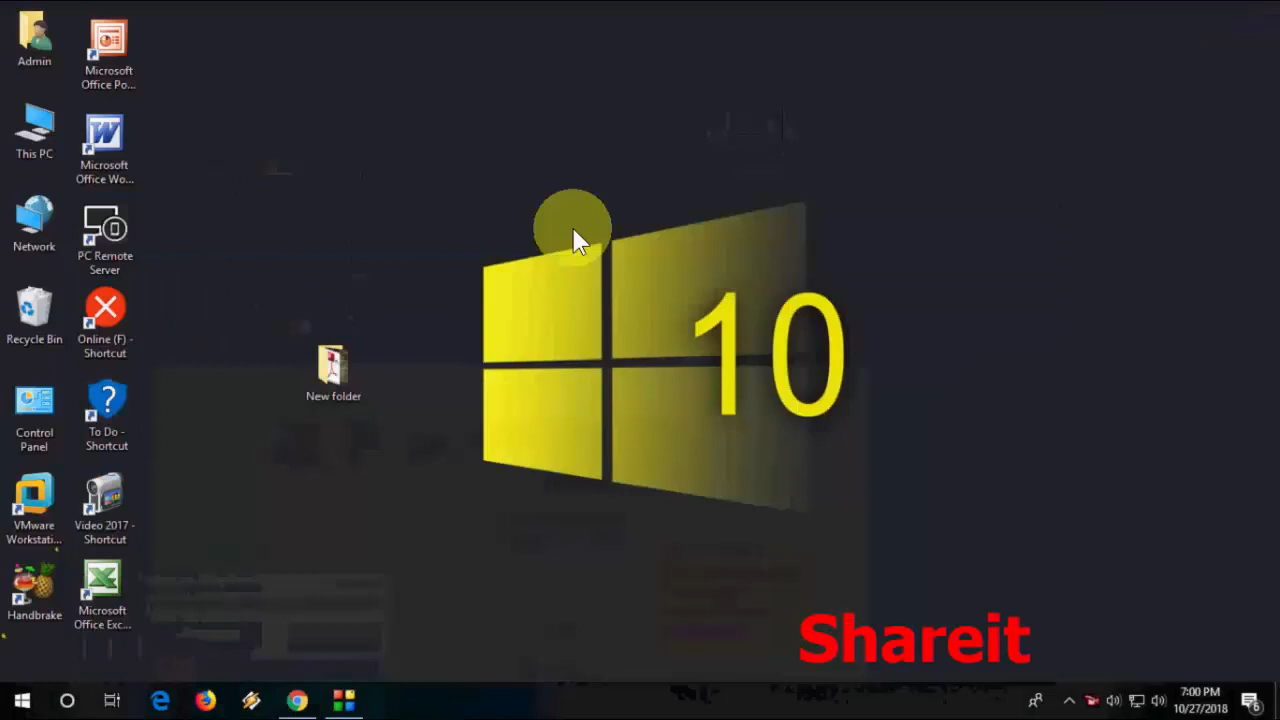 Admin
Microsoft
Office Po...
This PC
Microsoft
Office Wo...
Network
PC Remote
Server
Recycle Bin
Online (F) -
Shortcut
New folder
Control
Panel
To Do -
Shortcut
VMware
Workstati...
Video 2017 -
Shortcut
Handbrake
Microsoft
Office Exc...
10
Shareit
7:00 PM
10/27/2018
6